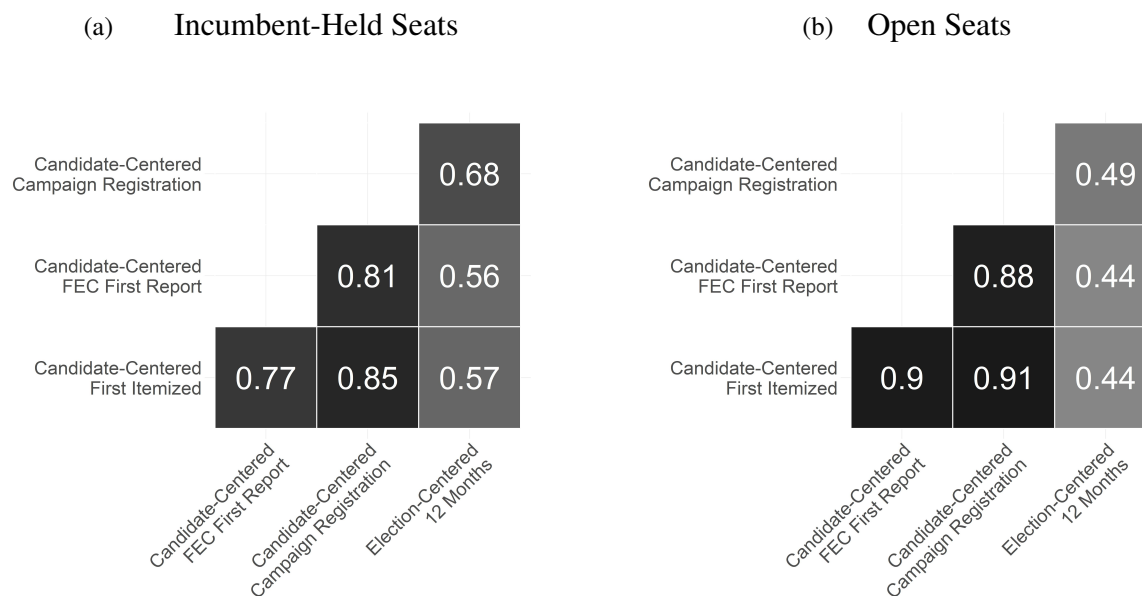 (a) Incumbent-Held Seats
Candidate-Centered
Campaign Registration
0.68
Candidate-Centered
FEC First Report
0.81 0.56
Candidate-Centered
First Itemized
0.77 0.85 0.57
Candidate-Centered
FEC First Report
Candidate-Centered
Campaign Registration
Election-Centered
12 Months
(b) Open Seats
Candidate-Centered
Campaign Registration
0.49
Candidate-Centered
FEC First Report
0.88 0.44
Candidate-Centered
First Itemized
0.9 0.91 0.44
Candidate-Centered
FEC First Report
Candidate-Centered
Campaign Registration
Election-Centered
12 Months